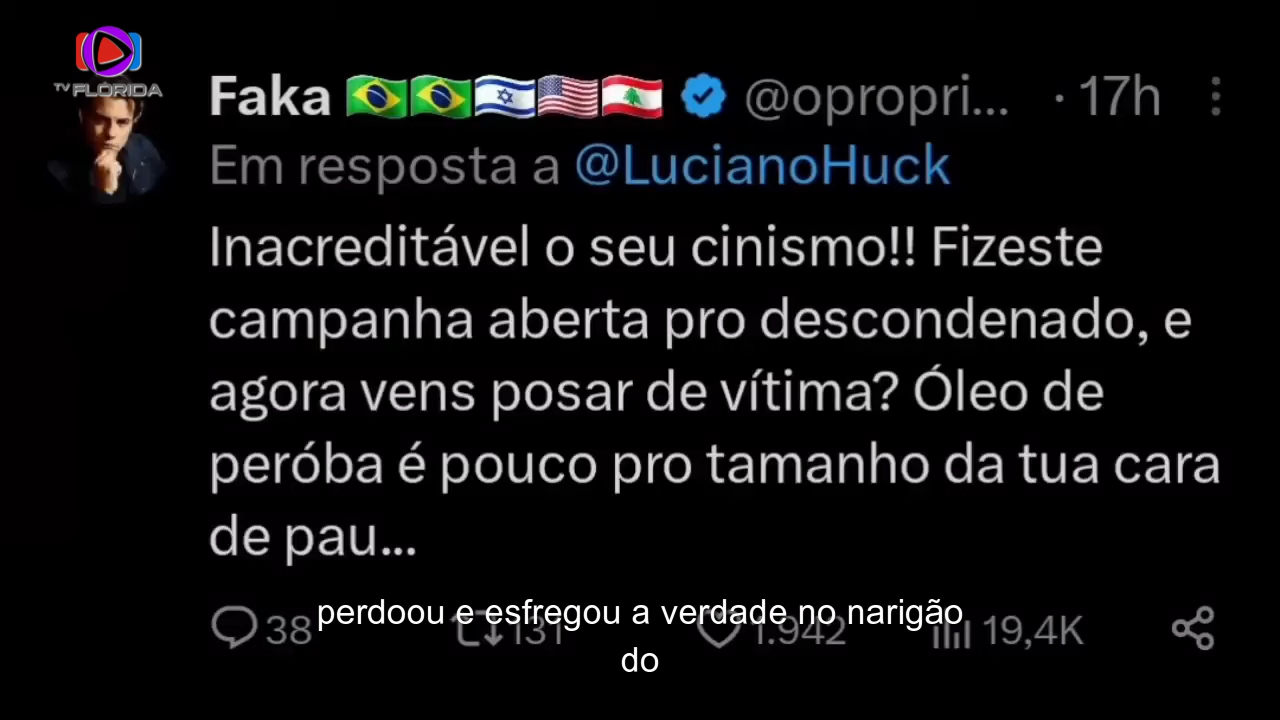 TV FLÓRIDA
Faka 🇧🇷🇧🇷🇮🇱🇺🇸🇱🇧 @opropri... · 17h
Em resposta a @LucianoHuck
Inacreditável o seu cinismo!! Fizeste
campanha aberta pro descondenado, e
agora vens posar de vítima? Óleo de
peróba é pouco pro tamanho da tua cara
de pau...
38 131 1.942 19,4K
perdoou e esfregou a verdade no narigão
do